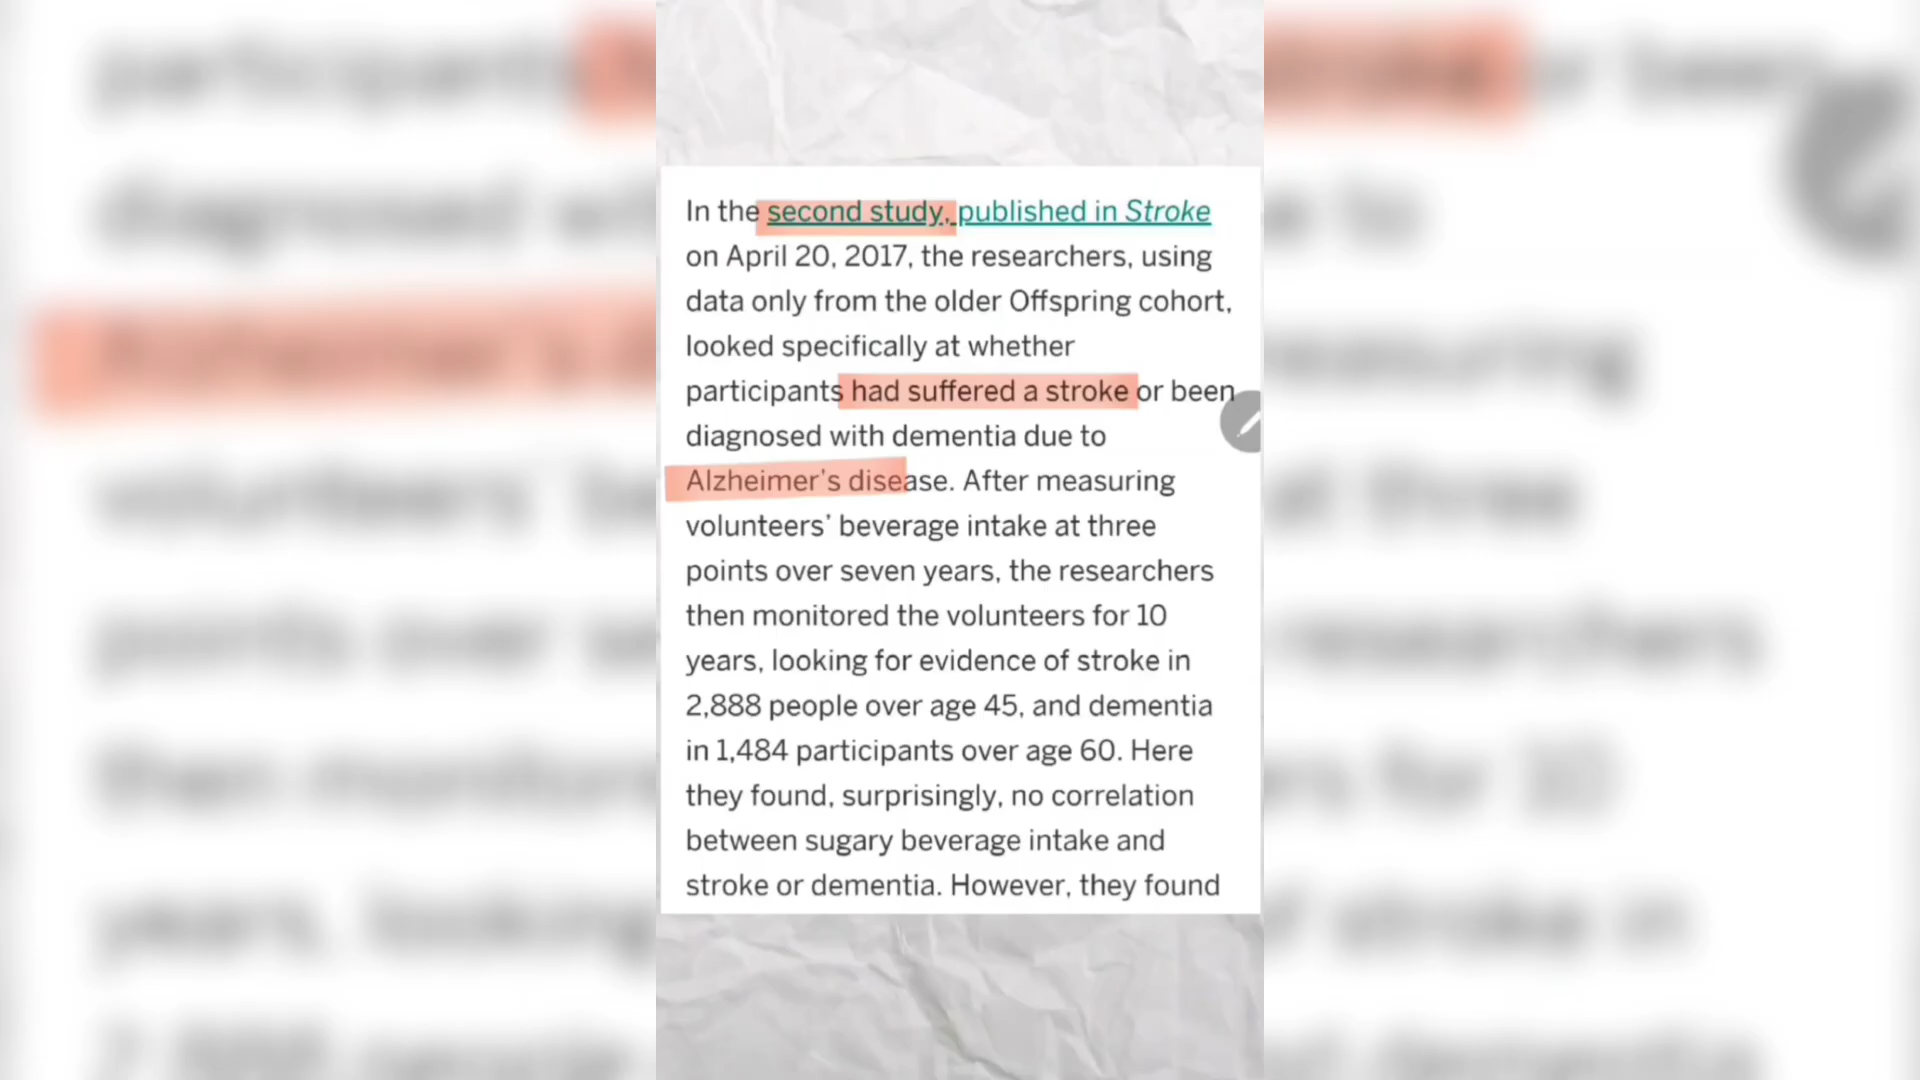 In the second study, published in Stroke
on April 20, 2017, the researchers, using
data only from the older Offspring cohort,
looked specifically at whether
participants had suffered a stroke or been
diagnosed with dementia due to
Alzheimer's disease. After measuring
volunteers' beverage intake at three
points over seven years, the researchers
then monitored the volunteers for 10
years, looking for evidence of stroke in
2,888 people over age 45, and dementia
in 1,484 participants over age 60. Here
they found, surprisingly, no correlation
between sugary beverage intake and
stroke or dementia. However, they found